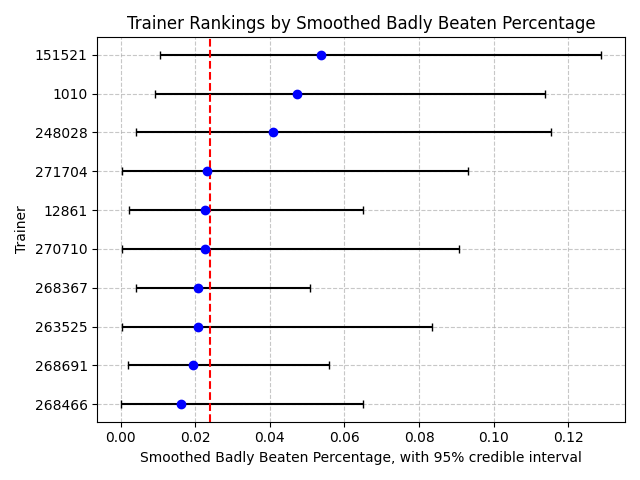 Trainer Rankings by Smoothed Badly Beaten Percentage
151521
1010
248028
271704
12861
270710
268367
263525
268691
268466
Trainer
0.00 0.02 0.04 0.06 0.08 0.10 0.12
Smoothed Badly Beaten Percentage, with 95% credible interval